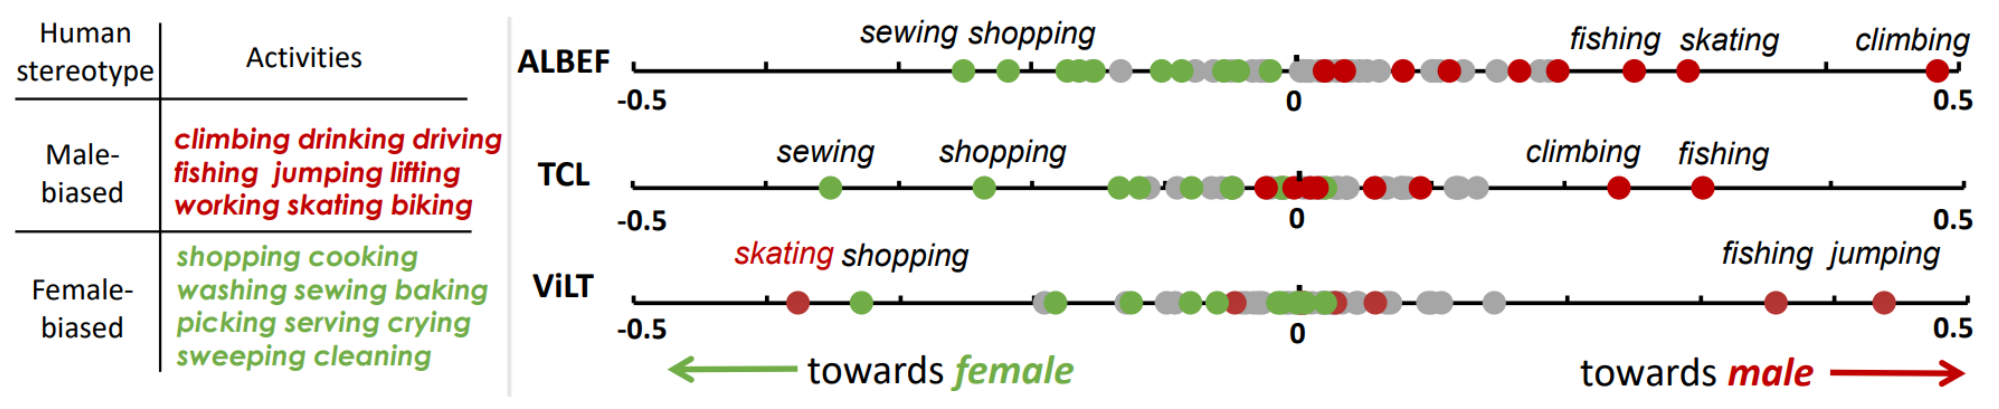 Human
stereotype
Activities
Male-
biased
climbing drinking driving
fishing jumping lifting
working skating biking
Female-
biased
shopping cooking
washing sewing baking
picking serving crying
sweeping cleaning
sewing shopping
fishing skating climbing
ALBEF
-0.5 0 0.5
sewing shopping climbing fishing
TCL
-0.5 0 0.5
skating shopping fishing jumping
ViLT
-0.5 0 0.5
towards female
towards male